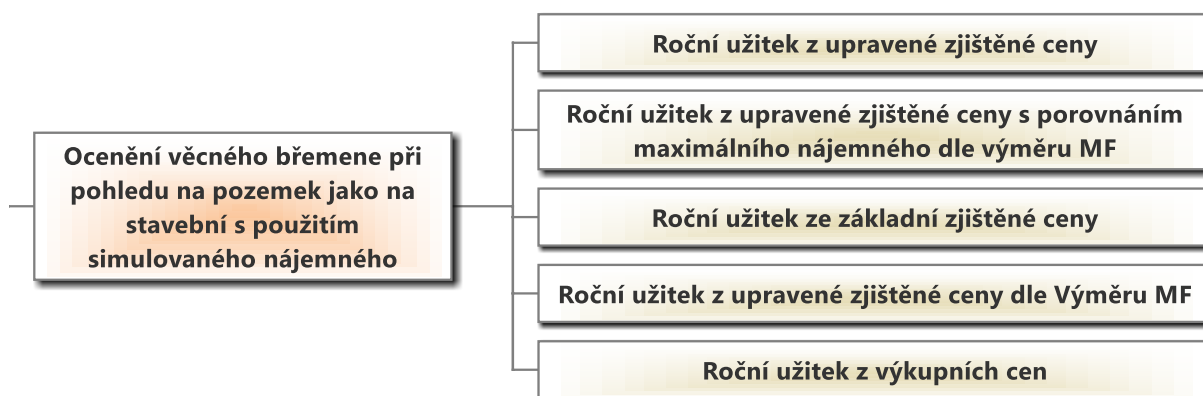 Ocenění věcného břemene při
pohledu na pozemek jako na
stavební s použitím
simulovaného nájemného
Roční užitek z upravené zjištěné ceny
Roční užitek z upravené zjištěné ceny s porovnáním
maximálního nájemného dle výměru MF
Roční užitek ze základní zjištěné ceny
Roční užitek z upravené zjištěné ceny dle Výměru MF
Roční užitek z výkupních cen